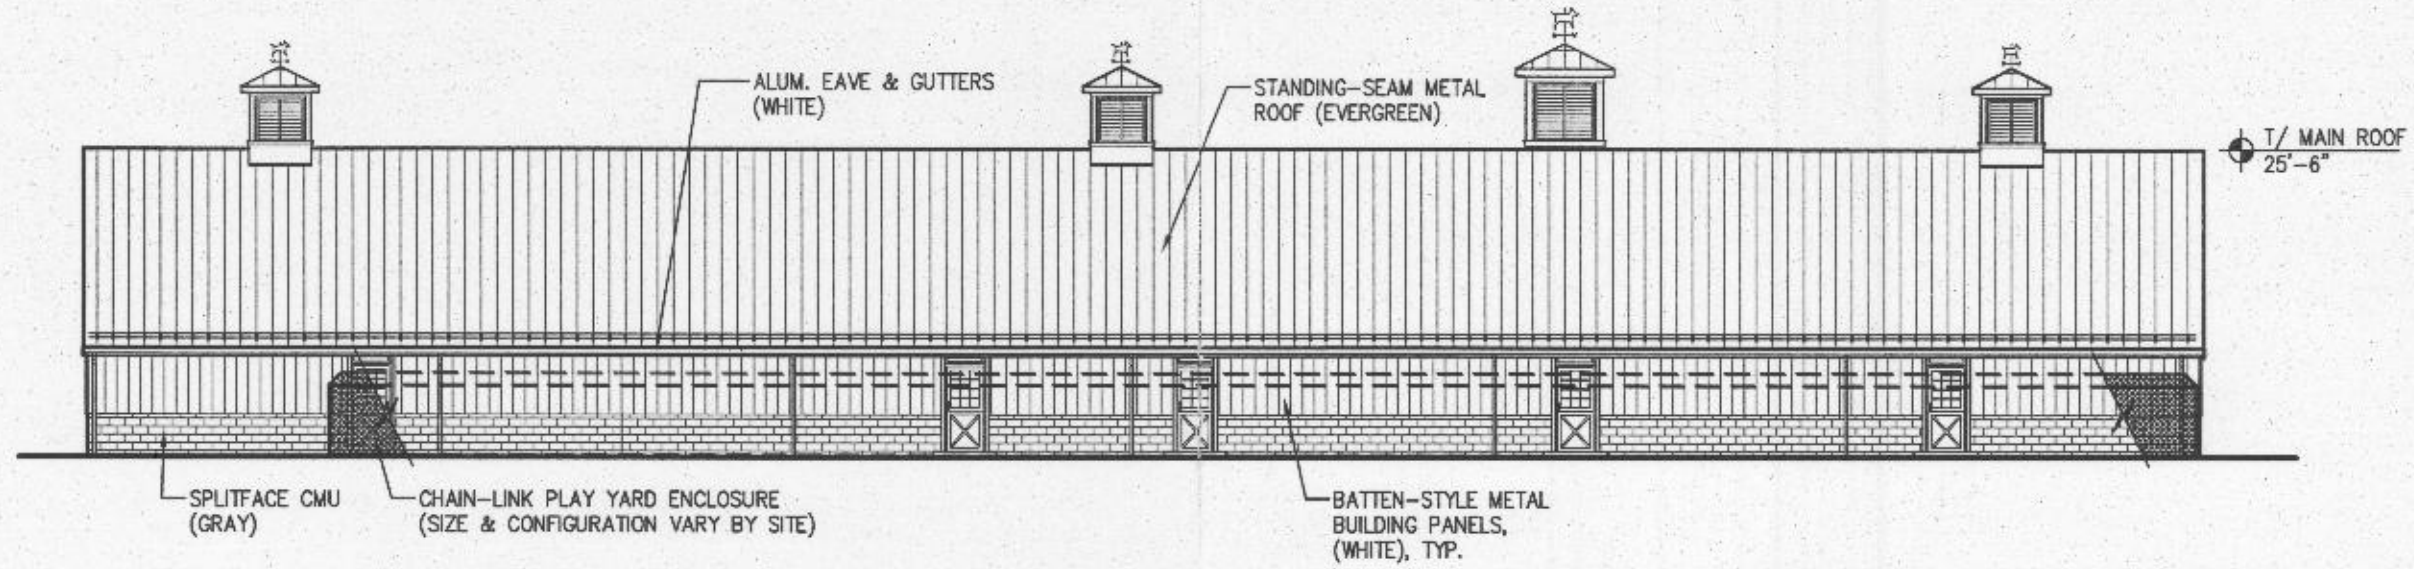 ALUM. EAVE & GUTTERS
(WHITE)
STANDING-SEAM METAL
ROOF (EVERGREEN)
T/ MAIN ROOF
25'-6"
SPLITFACE CMU
(GRAY)
CHAIN-LINK PLAY YARD ENCLOSURE
(SIZE & CONFIGURATION VARY BY SITE)
BATTEN-STYLE METAL
BUILDING PANELS,
(WHITE), TYP.